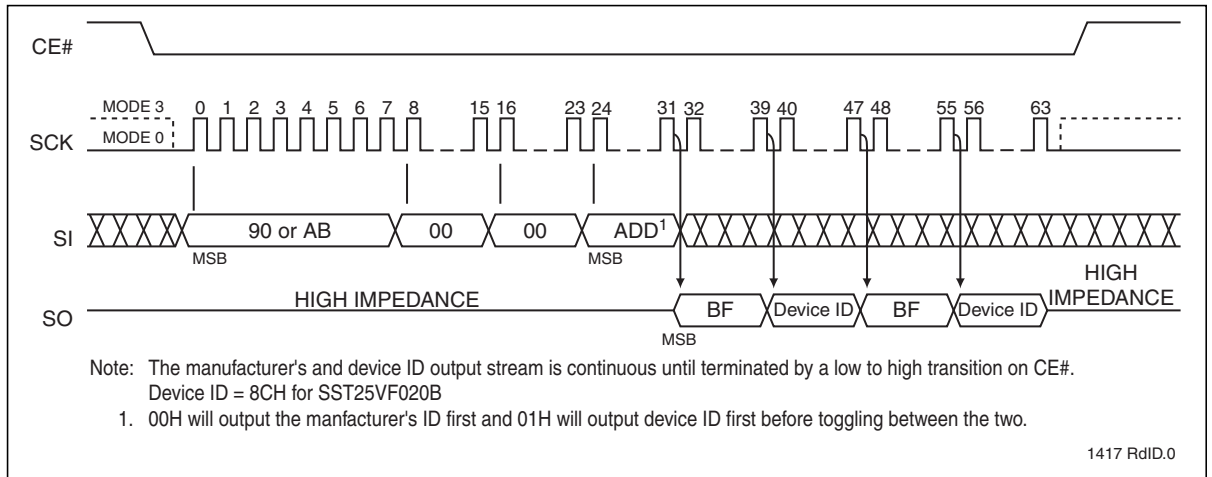 CE#
MODE 3
0 1 2 3 4 5 6 7 8 15 16 23 24 31 32 39 40 47 48 55 56 63
SCK
MODE 0
SI
90 or AB 00 00 ADD1
MSB MSB
HIGH IMPEDANCE
HIGH
IMPEDANCE
SO
BF Device ID BF Device ID
MSB
Note: The manufacturer's and device ID output stream is continuous until terminated by a low to high transition on CE#.
Device ID = 8CH for SST25VF020B
1. 00H will output the manfacturer's ID first and 01H will output device ID first before toggling between the two.
1417 RdID.0